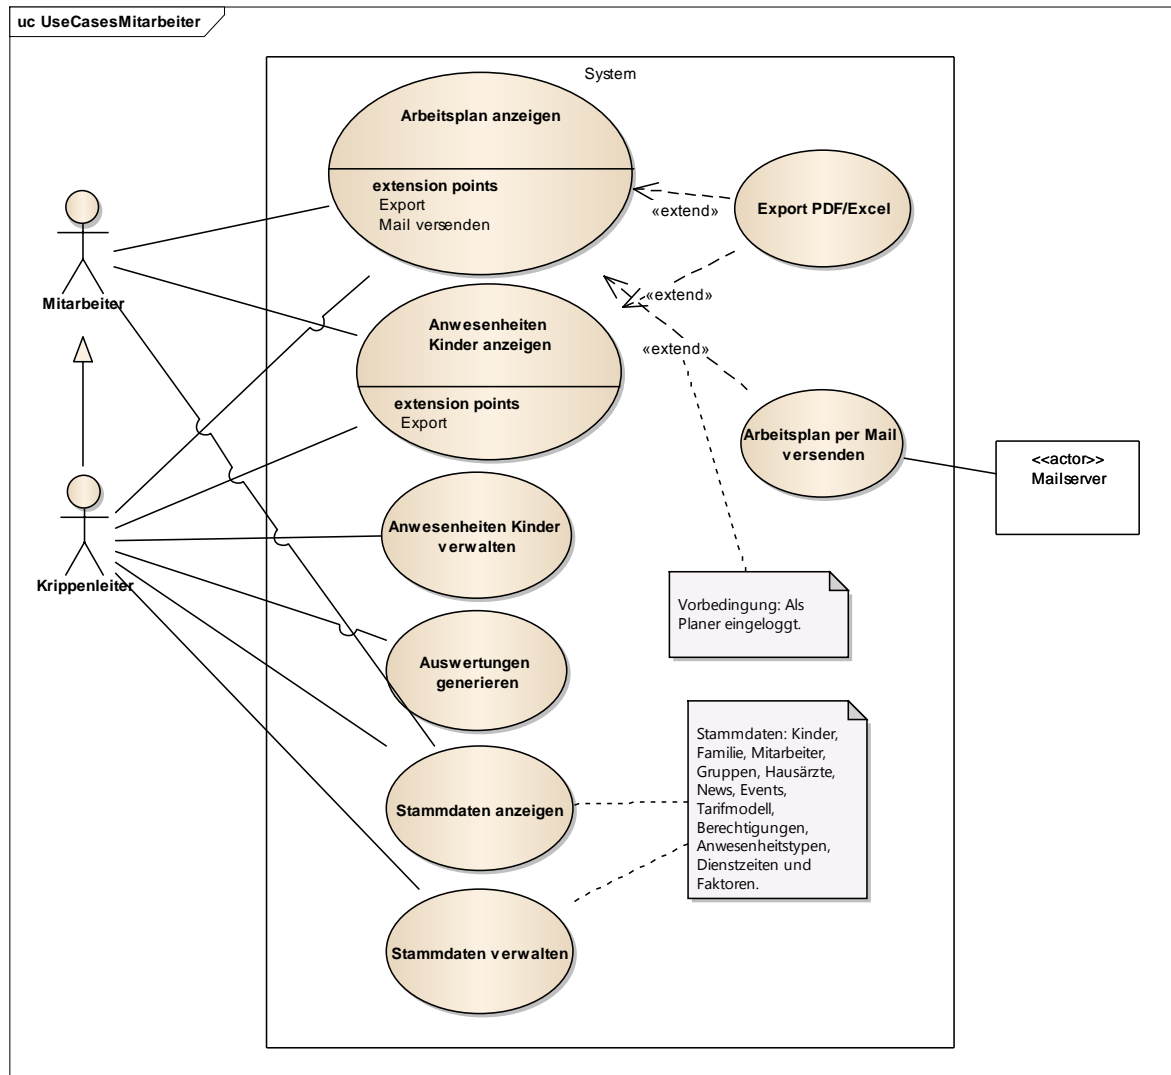 uc UseCasesMitarbeiter
System
Arbeitsplan anzeigen
extension points
Export
Mail versenden
Export PDF/Excel
«extend»
Mitarbeiter
«extend»
Anwesenheiten
Kinder anzeigen
extension points
Export
«extend»
Arbeitsplan per Mail
versenden
<<actor>>
Mailserver
Krippenleiter
Anwesenheiten Kinder
verwalten
Vorbedingung: Als
Planer eingeloggt.
Auswertungen
generieren
Stammdaten: Kinder,
Familie, Mitarbeiter,
Gruppen, Hausärzte,
News, Events,
Tarifmodell,
Berechtigungen,
Anwesenheitstypen,
Dienstzeiten und
Faktoren.
Stammdaten anzeigen
Stammdaten verwalten